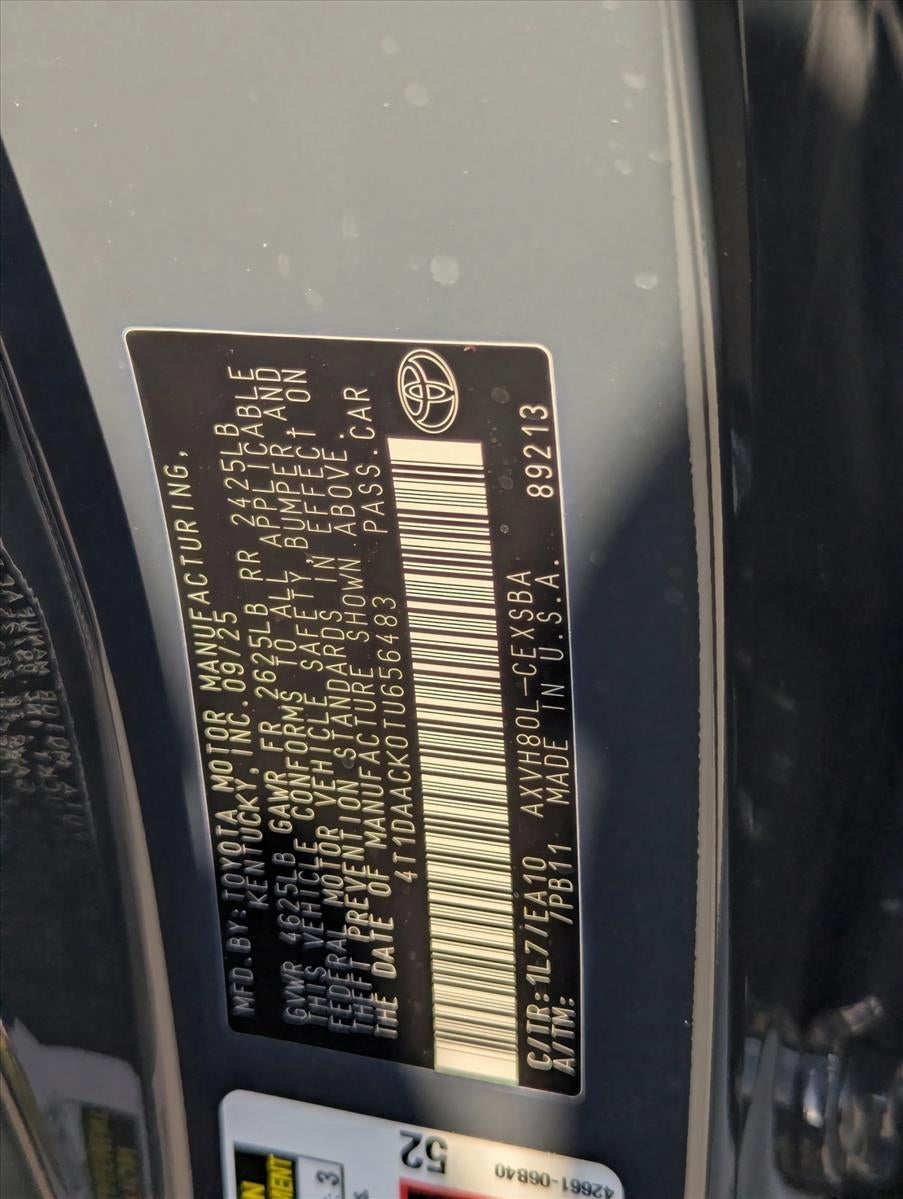 MFD. BY: TOYOTA MOTOR MANUFACTURING,
KENTUCKY, INC. 09/25
GVWR 4625LB GAWR FR 2625LB RR 2425LB
THIS VEHICLE CONFORMS TO ALL APPLICABLE
FEDERAL MOTOR VEHICLE SAFETY, BUMPER, AND
THEFT PREVENTION STANDARDS IN EFFECT ON
THE DATE OF MANUFACTURE SHOWN ABOVE.
4T1DAACK0TU656483 PASS.CAR
C/TR:1L7/EA10 AXVH80L-CEXSBA 89213
A/TM: 7PB11 MADE IN U.S.A.
3
52
42661-06B40